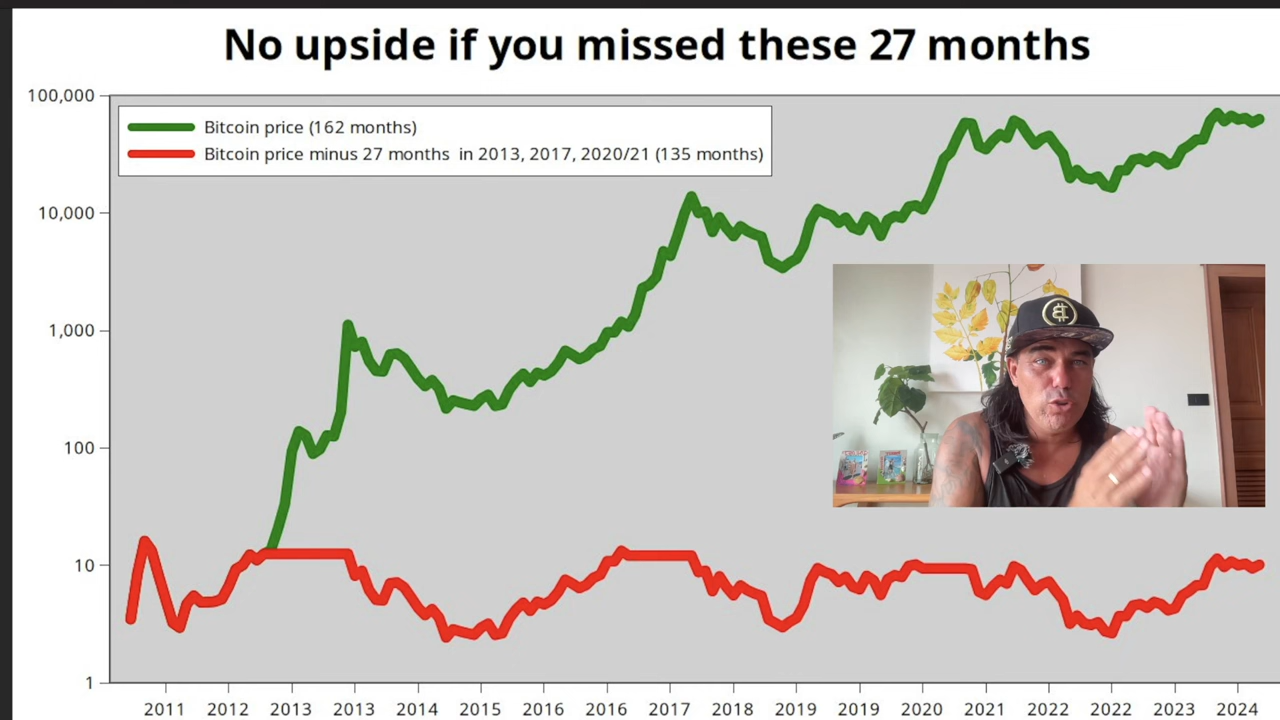 No upside if you missed these 27 months
100,000
10,000
1,000
100
10
1
Bitcoin price (162 months)
Bitcoin price minus 27 months in 2013, 2017, 2020/21 (135 months)
2011 2012 2013 2013 2014 2015 2016 2016 2017 2018 2019 2019 2020 2021 2022 2022 2023 2024